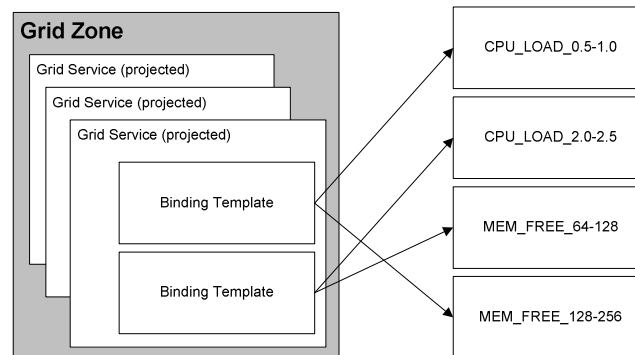 Grid Zone
Grid Service (projected)
Grid Service (projected)
Grid Service (projected)
Binding Template
Binding Template
CPU_LOAD_0.5-1.0
CPU_LOAD_2.0-2.5
MEM_FREE_64-128
MEM_FREE_128-256